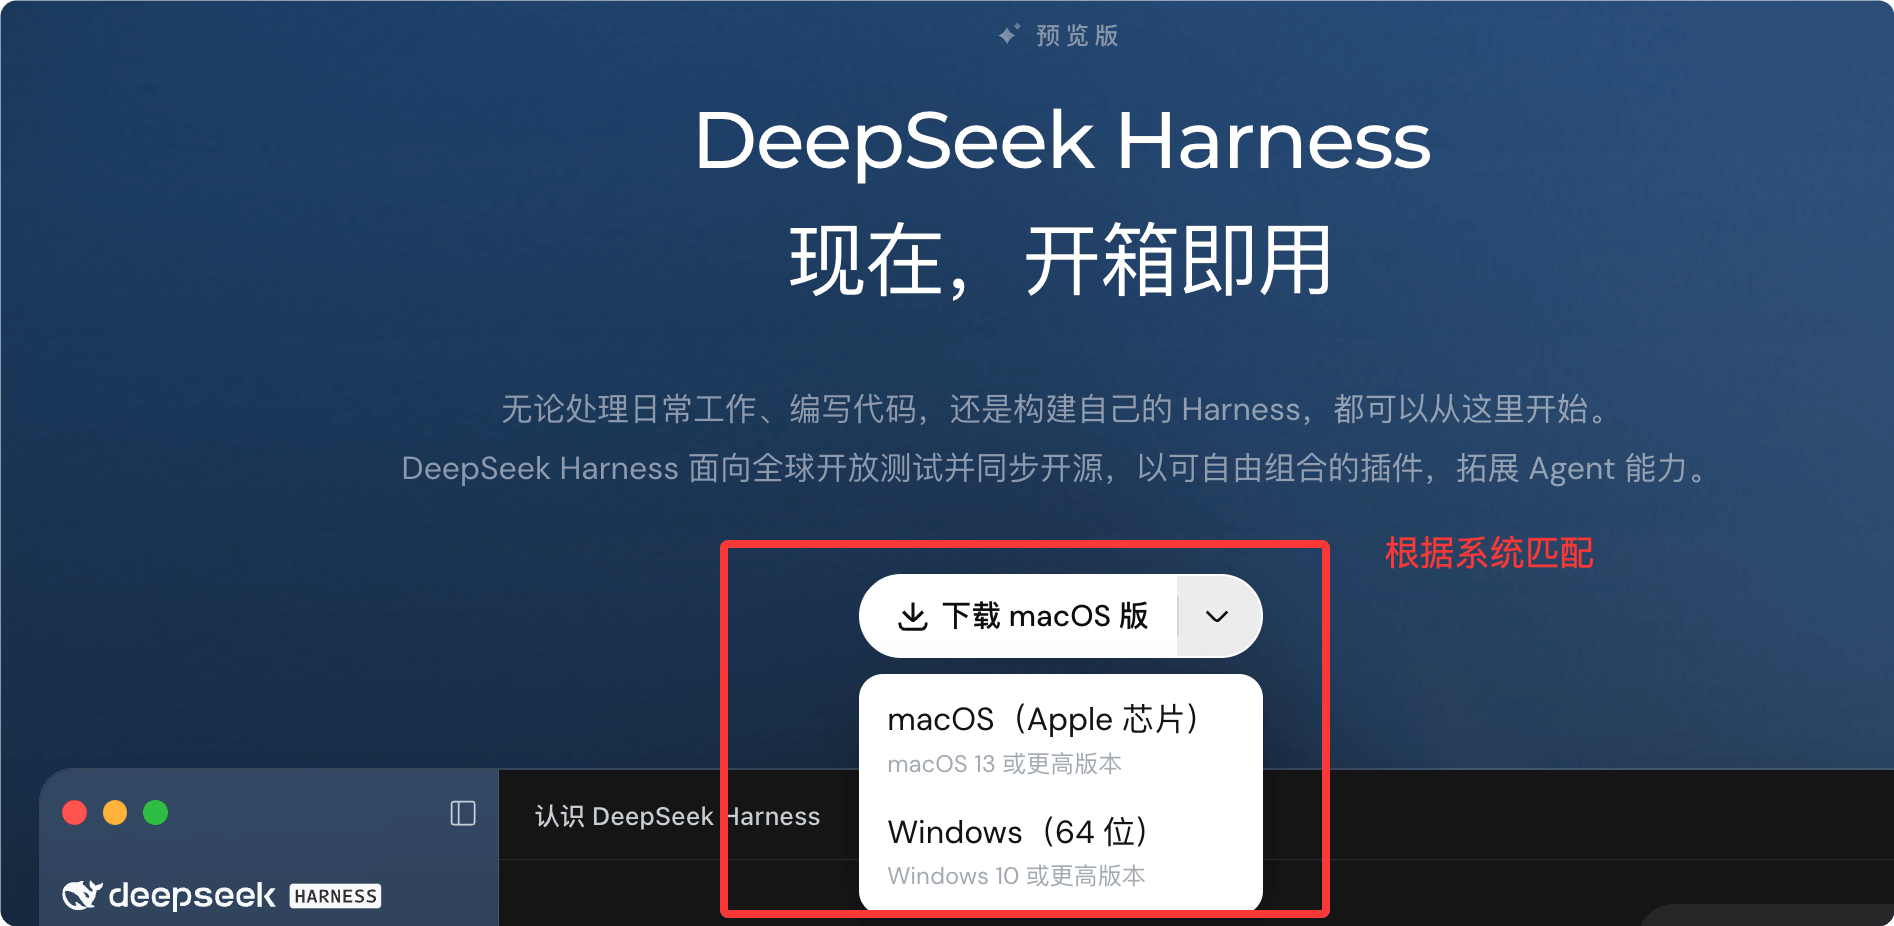 预览版
DeepSeek Harness
现在，开箱即用
无论处理日常工作、编写代码，还是构建自己的 Harness，都可以从这里开始。
DeepSeek Harness 面向全球开放测试并同步开源，以可自由组合的插件，拓展 Agent 能力。
根据系统匹配
下载 macOS 版
macOS（Apple 芯片）
macOS 13 或更高版本
认识 DeepSeek Harness
Windows（64 位）
Windows 10 或更高版本
deepseek HARNESS